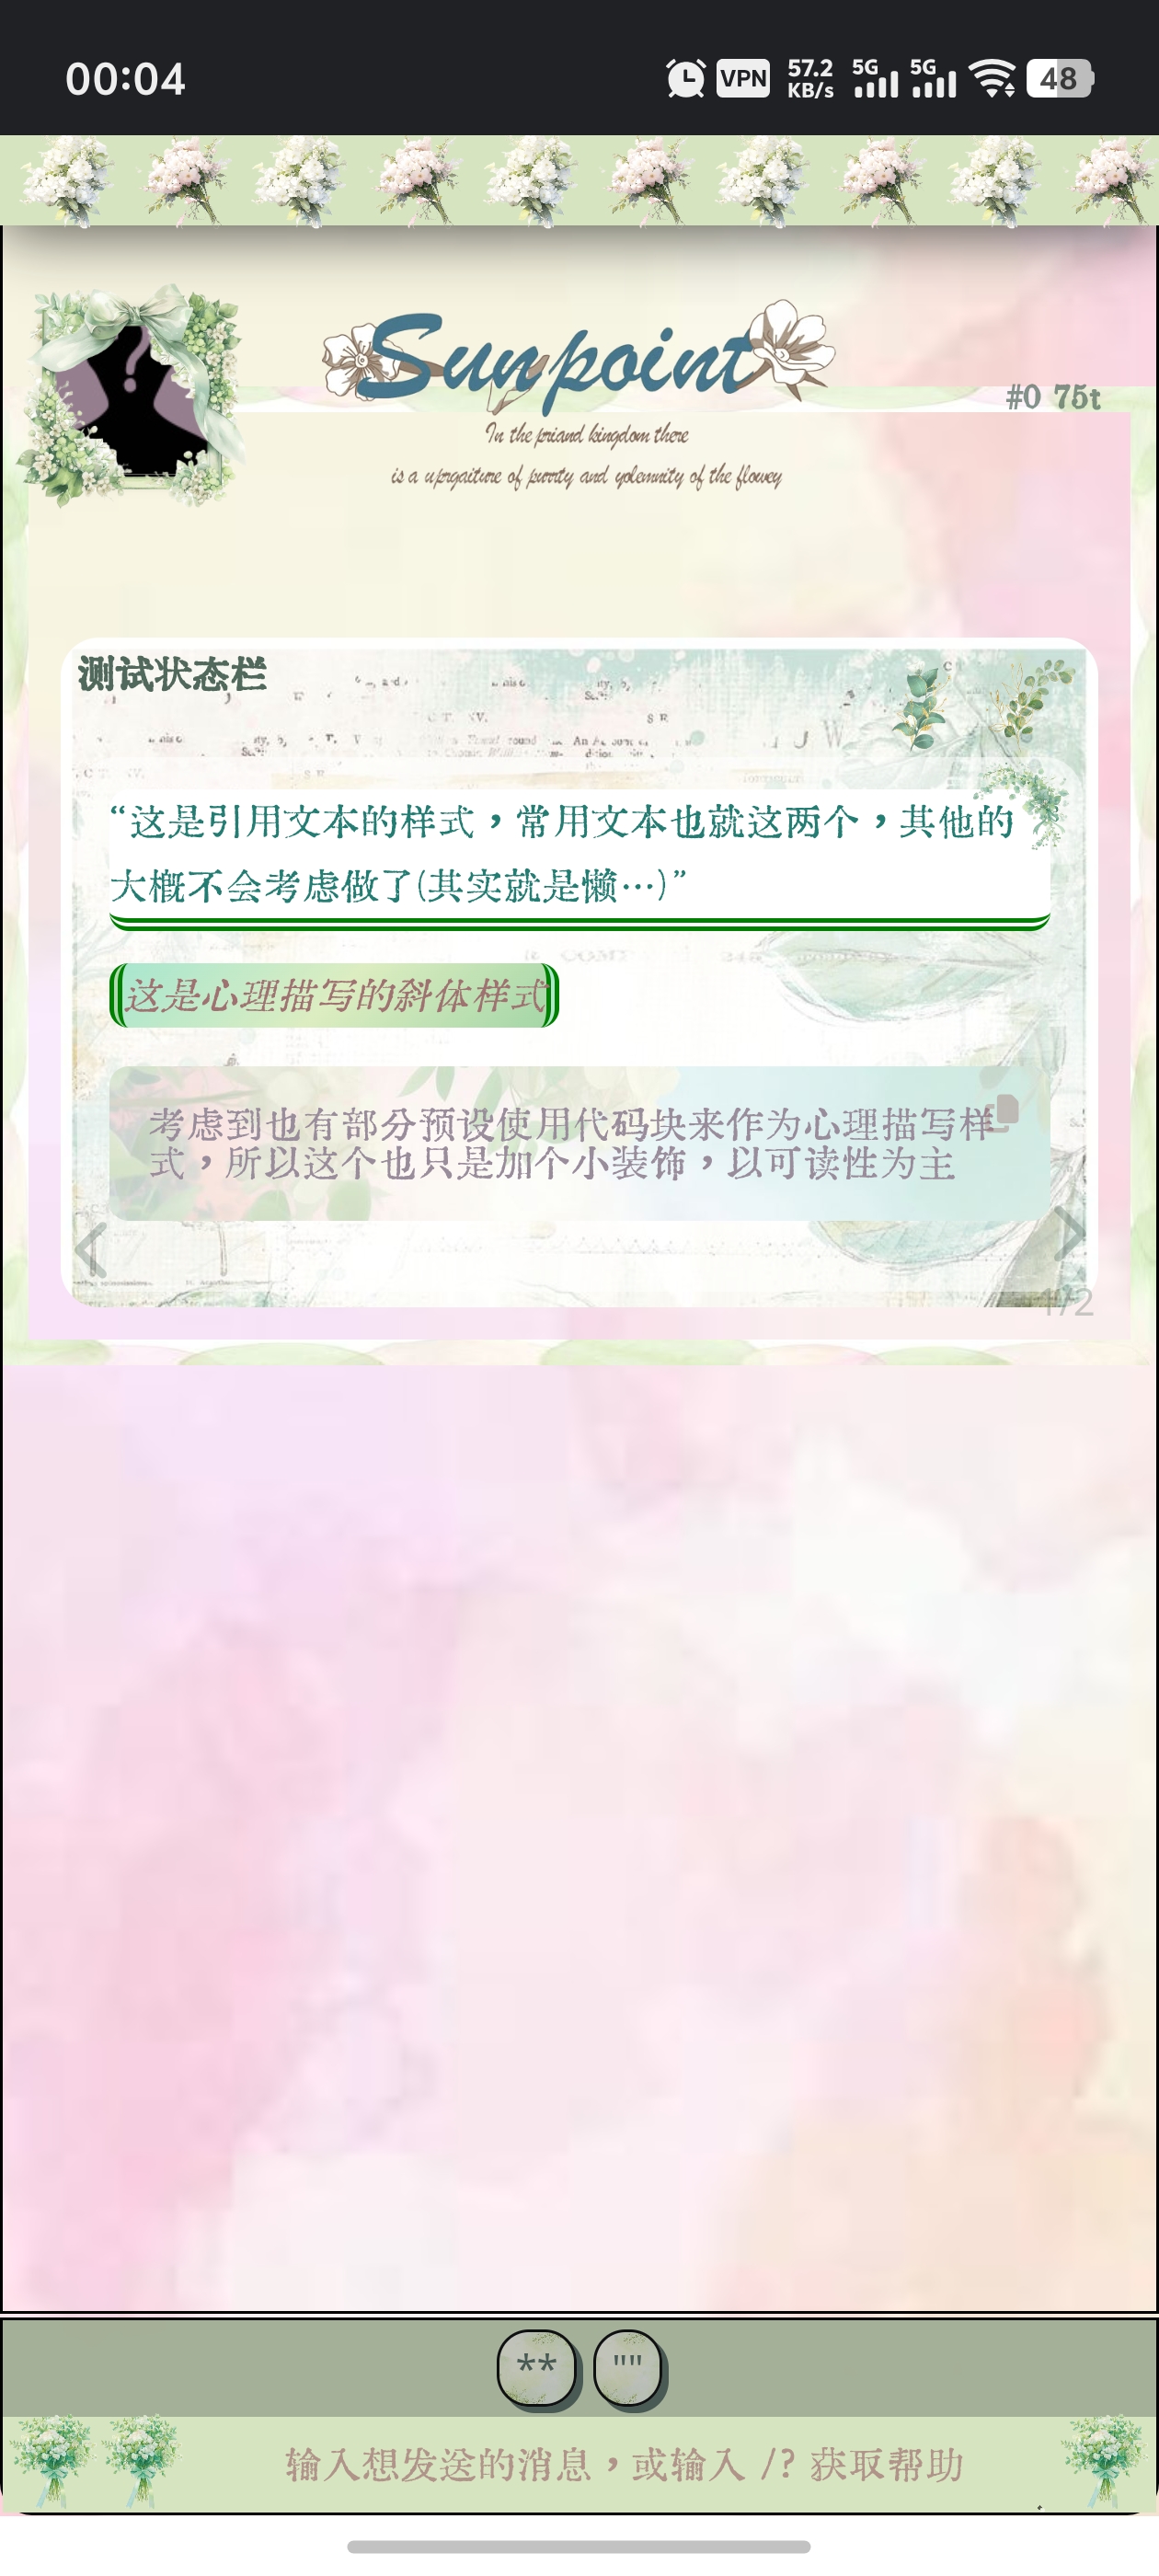 00:04
VPN
57.2 KB/s
5G
5G
48
Sunpoint
#0 75t
In the priand kingdom there
is a uprgaiture of purrty and yolemnity of the flowey
测试状态栏
“这是引用文本的样式，常用文本也就这两个，其他的
大概不会考虑做了(其实就是懒…)”
这是心理描写的斜体样式
考虑到也有部分预设使用代码块来作为心理描写样
式，所以这个也只是加个小装饰，以可读性为主
1/2
**
""
输入想发送的消息，或输入 /? 获取帮助